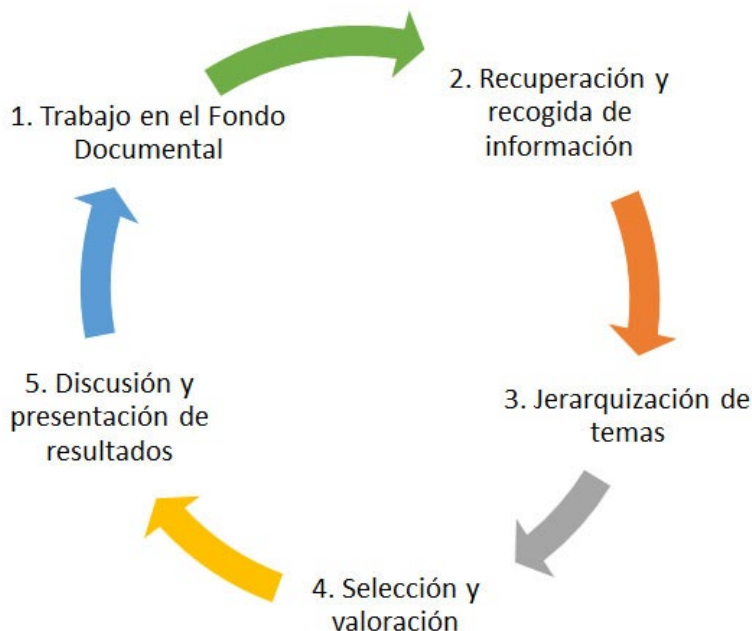 1. Trabajo en el Fondo
Documental
2. Recuperación y
recogida de
información
3. Jerarquización de
temas
4. Selección y
valoración
5. Discusión y
presentación de
resultados